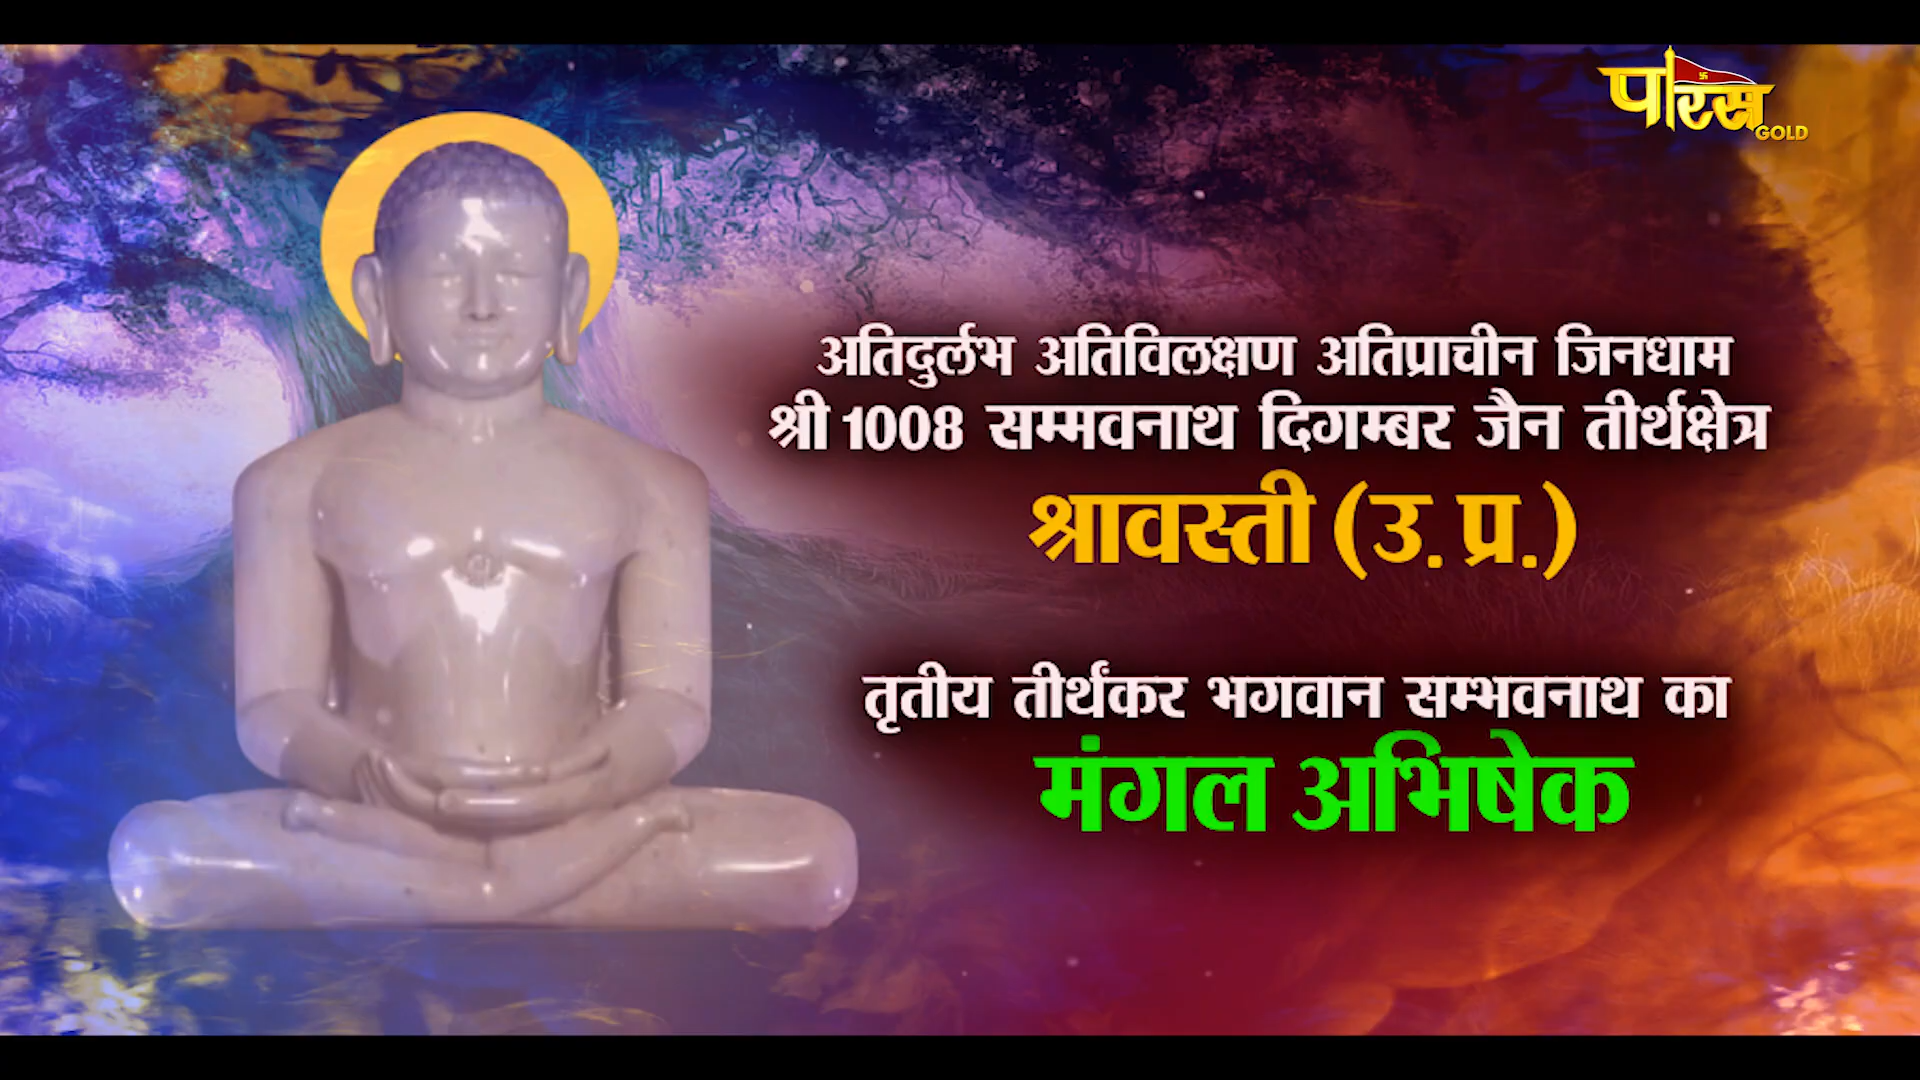 पारस
GOLD
अतिदुर्लभ अतिविलक्षण अतिप्राचीन जिनधाम
श्री 1008 सम्मवनाथ दिगम्बर जैन तीर्थक्षेत्र
श्रावस्ती (उ. प्र.)
तृतीय तीर्थंकर भगवान सम्भवनाथ का
मंगल अभिषेक